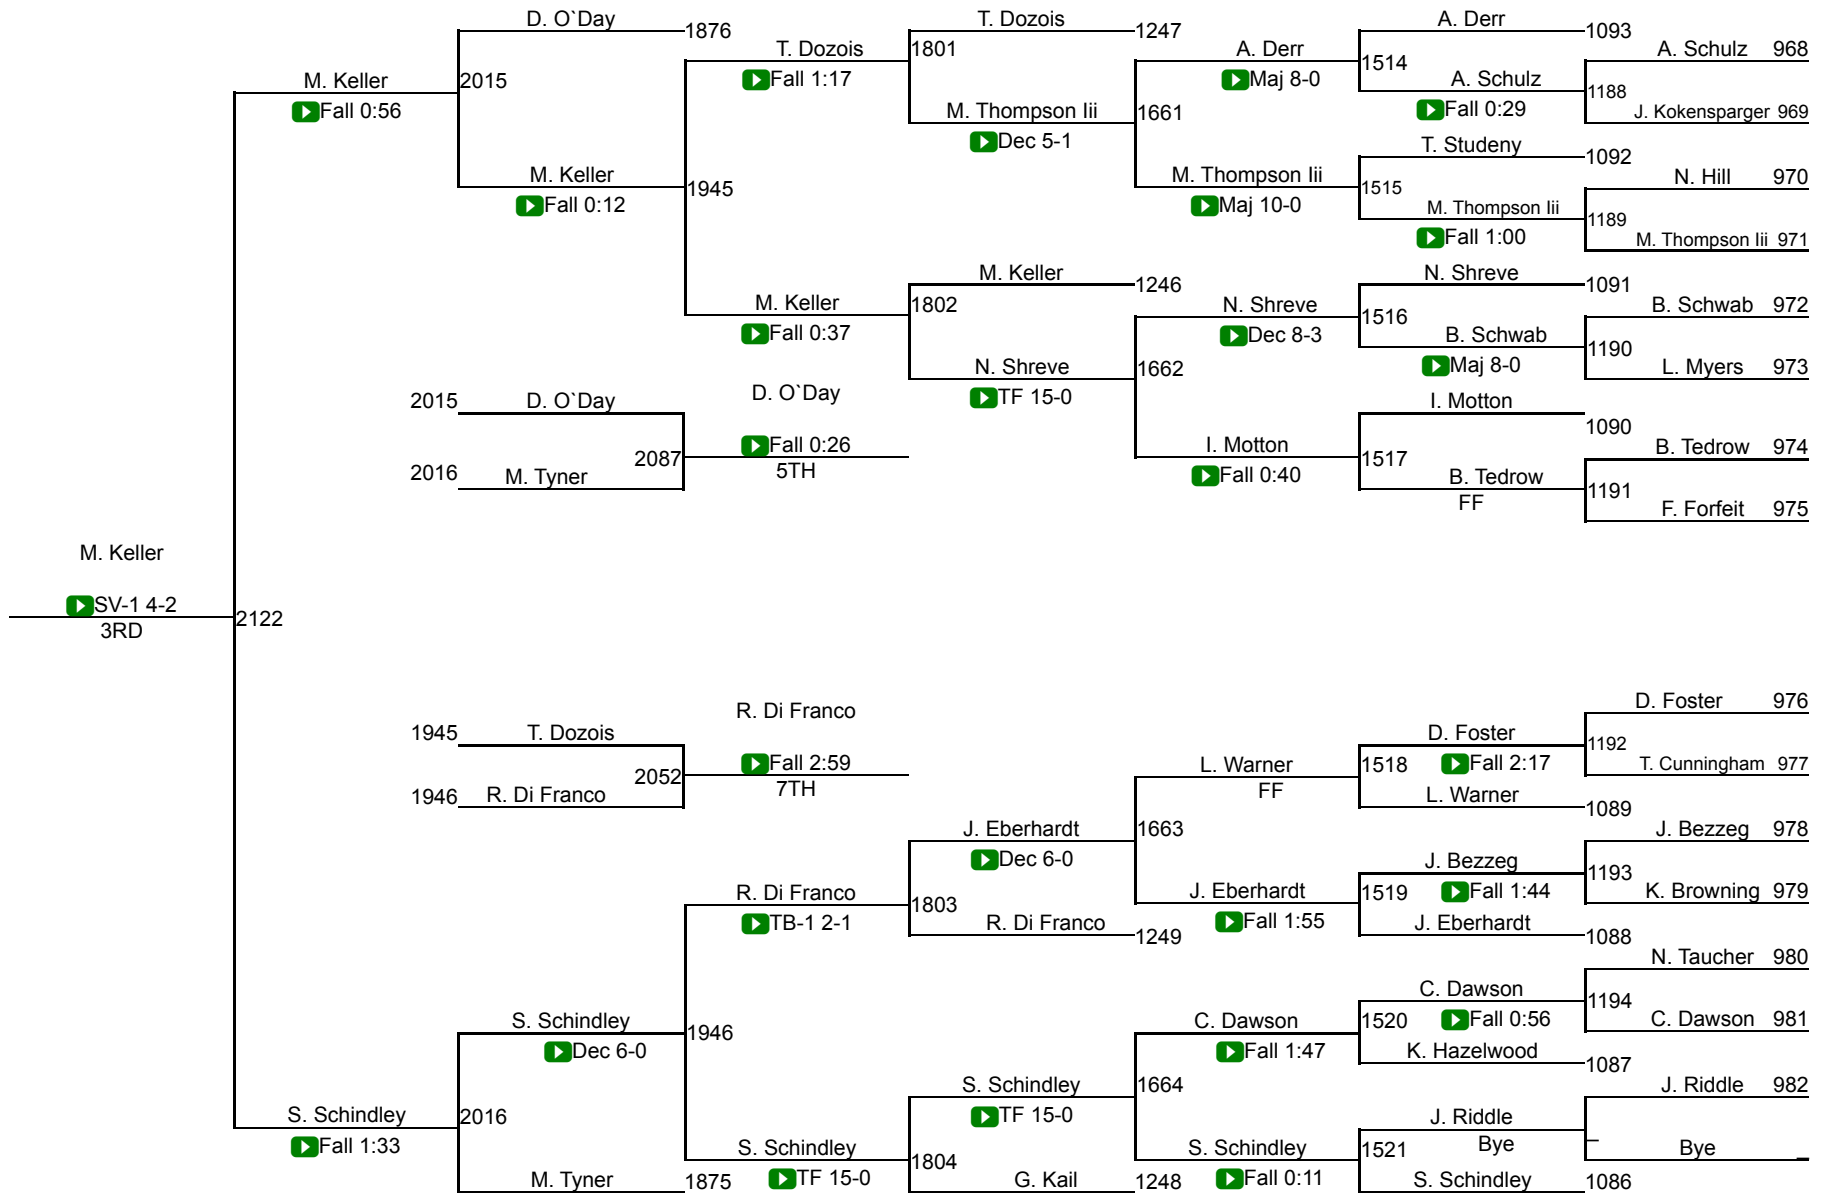 D. O`Day
1876
T. Dozois
1247
A. Derr
1093
T. Dozois
Fall 1:17
1801
A. Derr
Maj 8-0
1514
A. Schulz 968
A. Schulz
Fall 0:29
1188
J. Kokensparger 969
M. Keller
Fall 0:56
2015
M. Thompson Iii
Dec 5-1
1661
T. Studeny
1092
M. Keller
Fall 0:12
1945
M. Thompson Iii
Maj 10-0
1515
N. Hill 970
M. Thompson Iii
Fall 1:00
1189
M. Thompson Iii 971
M. Keller
1246
N. Shreve
1091
M. Keller
Fall 0:37
1802
N. Shreve
Dec 8-3
1516
B. Schwab 972
B. Schwab
Maj 8-0
1190
L. Myers 973
N. Shreve
TF 15-0
1662
2015
D. O`Day
D. O`Day
I. Motton
1090
Fall 0:26
5TH
2087
2016
M. Tyner
I. Motton
Fall 0:40
1517
B. Tedrow 974
B. Tedrow
FF
1191
F. Forfeit 975
M. Keller
SV-1 4-2
3RD
2122
D. Foster 976
R. Di Franco
1945
T. Dozois
D. Foster
Fall 2:17
1192
T. Cunningham 977
Fall 2:59
7TH
2052
1946
R. Di Franco
L. Warner
FF
1518
L. Warner
1089
J. Eberhardt
Dec 6-0
1663
J. Bezzeg 978
J. Bezzeg
Fall 1:44
1193
K. Browning 979
R. Di Franco
TB-1 2-1
1803
J. Eberhardt
Fall 1:55
1519
R. Di Franco
1249
J. Eberhardt
1088
N. Taucher 980
C. Dawson
Fall 0:56
1194
C. Dawson 981
S. Schindley
Dec 6-0
1946
C. Dawson
Fall 1:47
1520
K. Hazelwood
1087
S. Schindley
TF 15-0
1664
J. Riddle 982
S. Schindley
Fall 1:33
2016
J. Riddle
Bye
_
Bye _
S. Schindley
TF 15-0
1804
S. Schindley
Fall 0:11
1521
M. Tyner
1875
G. Kail
1248
S. Schindley
1086